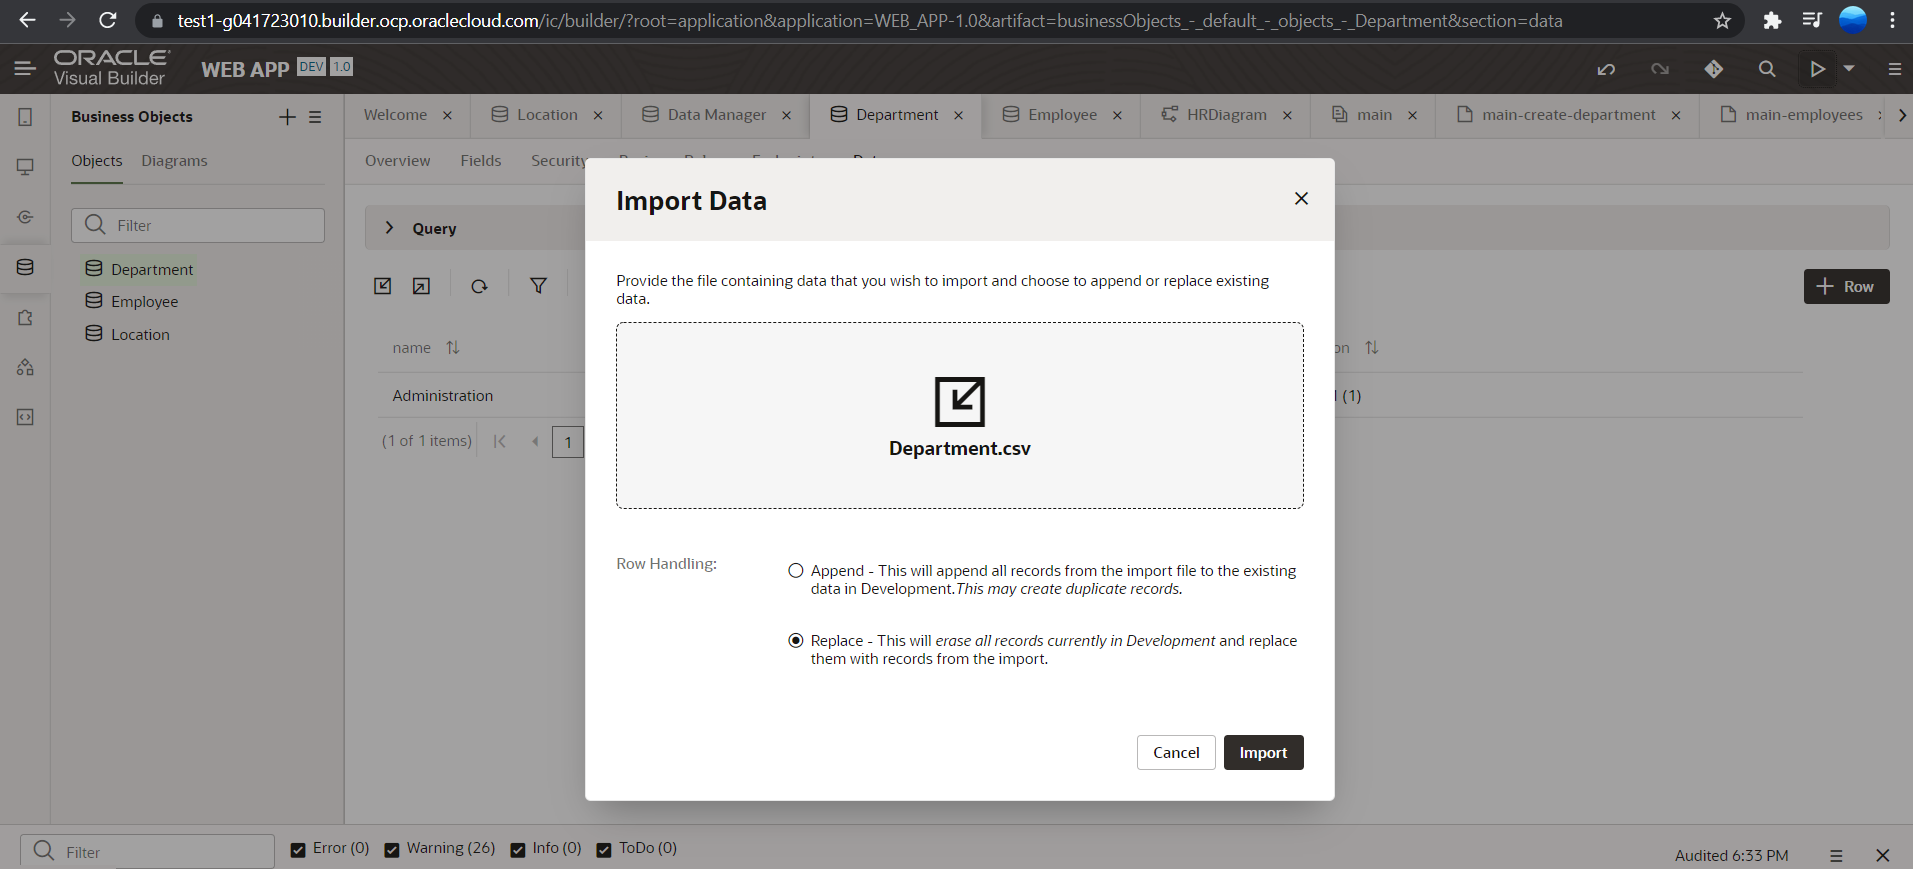 test1-g041723010.builder.ocp.oraclecloud.com/ic/builder/?root=application&application=WEB_APP-1.0&artifact=businessObjects_-_default_-_objects_-_Department&section=data
ORACLE
Visual Builder
WEB APP DEV 1.0
Business Objects
Welcome
Location
Data Manager
Department
Employee
HRDiagram
main
main-create-department
main-employees
Objects
Diagrams
Overview
Fields
Security
Filter
Department
Employee
Location
Query
Row
name
Administration
(1)
(1 of 1 items)
1
Import Data
Provide the file containing data that you wish to import and choose to append or replace existing
data.
Department.csv
Row Handling:
Append - This will append all records from the import file to the existing
data in Development.This may create duplicate records.
Replace - This will erase all records currently in Development and replace
them with records from the import.
Cancel
Import
Filter
Error (0)
Warning (26)
Info (0)
ToDo (0)
Audited 6:33 PM